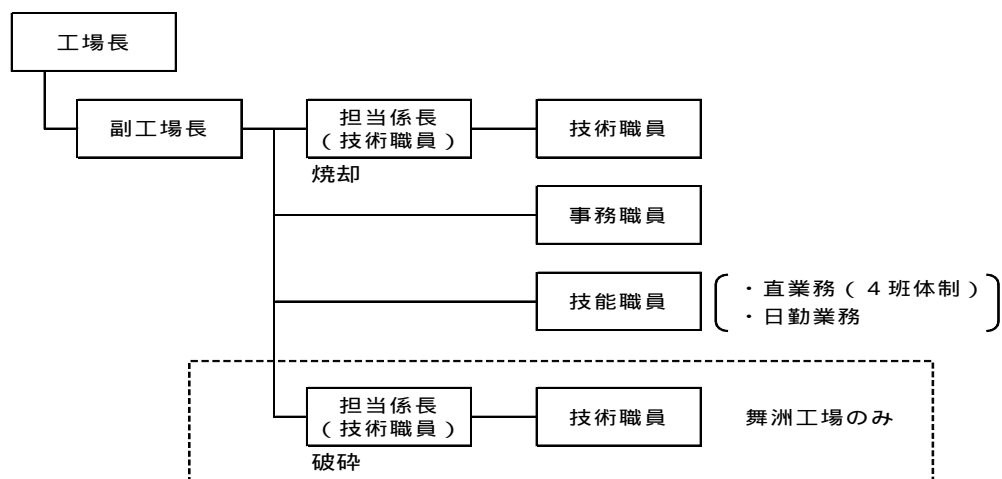 工場長
副工場長
担当係長
（技術職員）
焼却
技術職員
事務職員
技能職員
・直業務（４班体制）
・日勤業務
担当係長
（技術職員）
破砕
技術職員
舞洲工場のみ